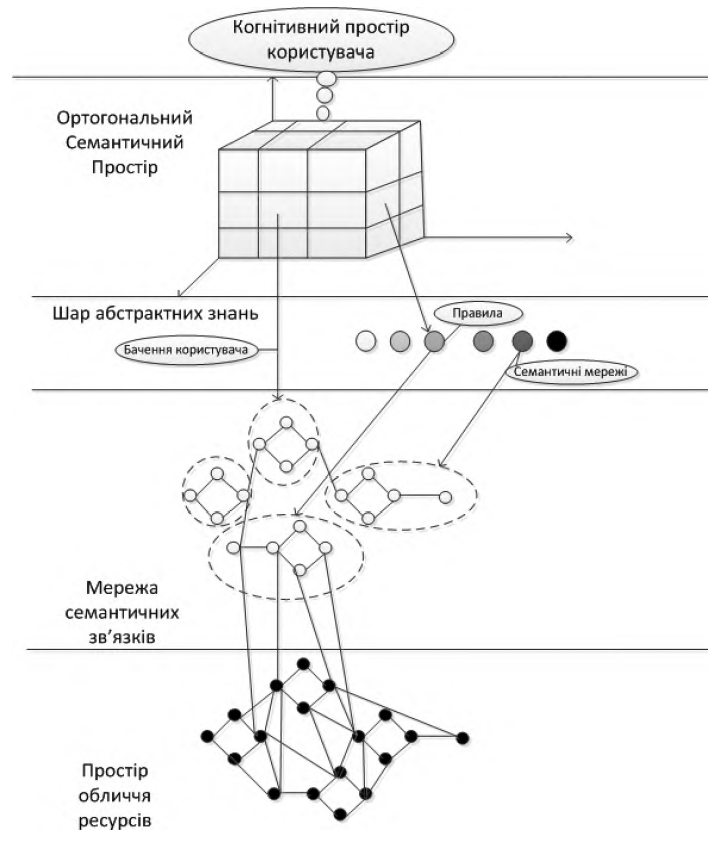 Когнітивний простір
користувача
Ортогональний
Семантичний
Простір
Шар абстрактних знань
Правила
Бачення користувача
Семантичні мережі
Мережа
семантичних
зв’язків
Простір
обличчя
ресурсів